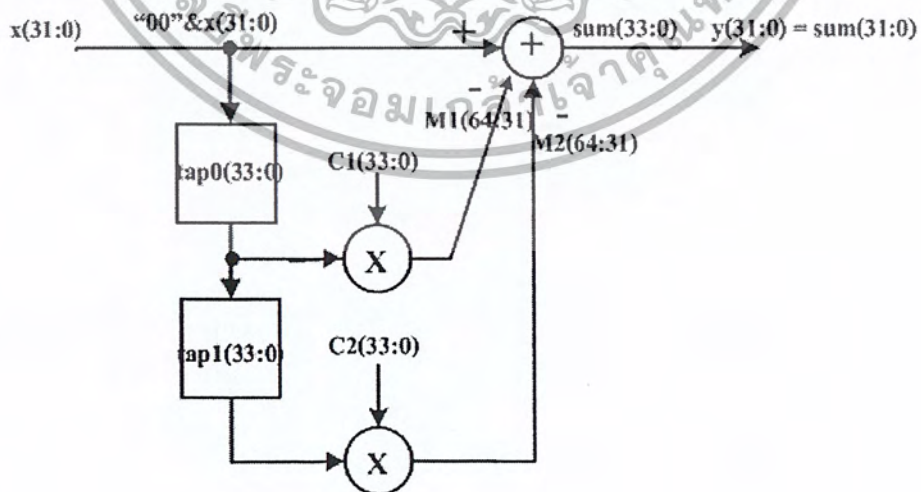 x(31:0)
“00”&x(31:0)
+
+
sum(33:0)
y(31:0) = sum(31:0)
-
M1(64:31)
-
M2(64:31)
tap0(33:0)
C1(33:0)
X
tap1(33:0)
C2(33:0)
X